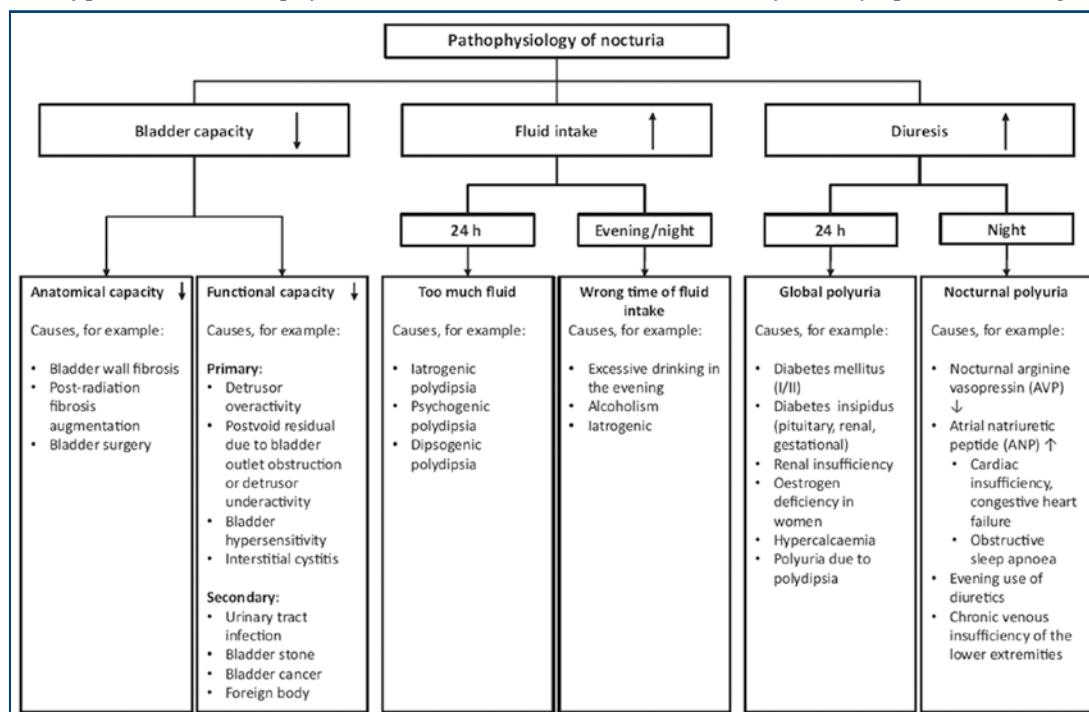 Pathophysiology of nocturia
Bladder capacity ↓
Fluid intake ↑
Diuresis ↑
24 h
Evening/night
24 h
Night
Anatomical capacity ↓
Causes, for example:
• Bladder wall fibrosis
• Post-radiation
fibrosis
augmentation
• Bladder surgery
Functional capacity ↓
Causes, for example:
Primary:
• Detrusor
overactivity
• Postvoid residual
due to bladder
outlet obstruction
or detrusor
underactivity
• Bladder
hypersensitivity
• Interstitial cystitis
Secondary:
• Urinary tract
infection
• Bladder stone
• Bladder cancer
• Foreign body
Too much fluid
Causes, for example:
• Iatrogenic
polydipsia
• Psychogenic
polydipsia
• Dipsogenic
polydipsia
Wrong time of fluid
intake
Causes, for example:
• Excessive drinking in
the evening
• Alcoholism
• Iatrogenic
Global polyuria
Causes, for example:
• Diabetes mellitus
(I/II)
• Diabetes insipidus
(pituitary, renal,
gestational)
• Renal insufficiency
• Oestrogen
deficiency in
women
• Hypercalcaemia
• Polyuria due to
polydipsia
Nocturnal polyuria
Causes, for example:
• Nocturnal arginine
vasopressin (AVP)
↓
• Atrial natriuretic
peptide (ANP) ↑
• Cardiac
insufficiency,
congestive heart
failure
• Obstructive
sleep apnoea
• Evening use of
diuretics
• Chronic venous
insufficiency of the
lower extremities